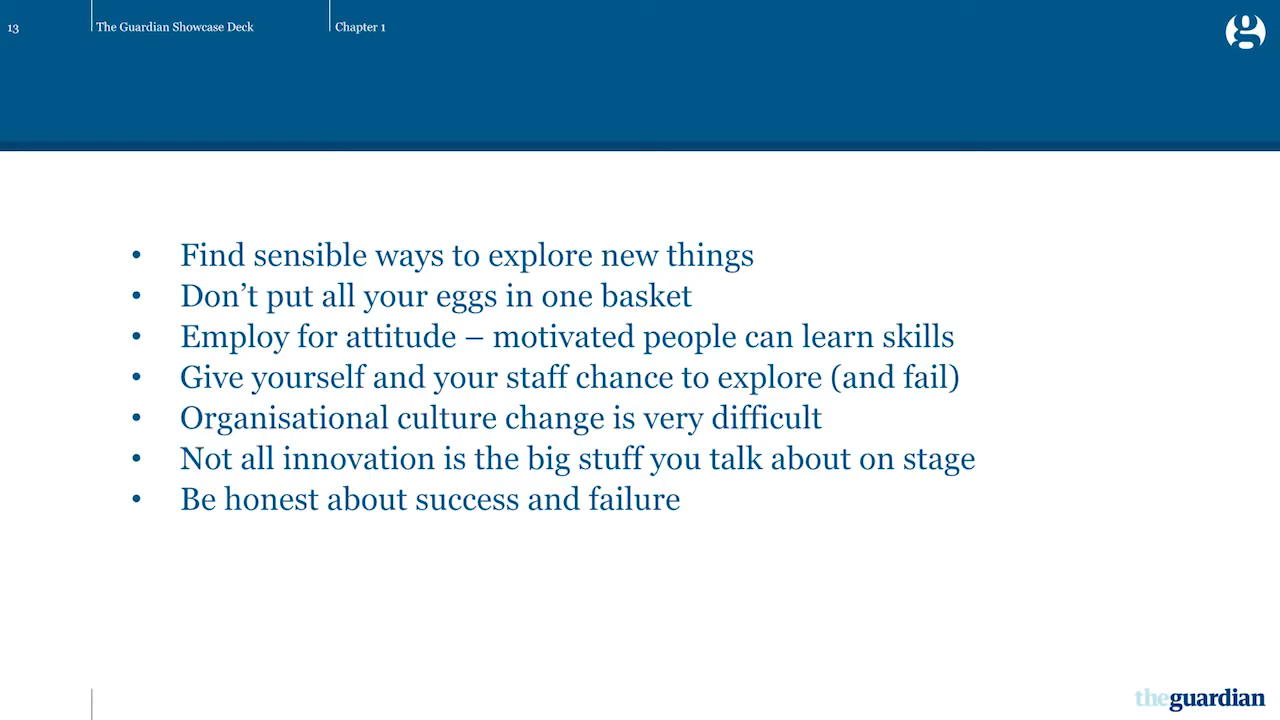 13
The Guardian Showcase Deck
Chapter 1
• Find sensible ways to explore new things
• Don’t put all your eggs in one basket
• Employ for attitude – motivated people can learn skills
• Give yourself and your staff chance to explore (and fail)
• Organisational culture change is very difficult
• Not all innovation is the big stuff you talk about on stage
• Be honest about success and failure
theguardian